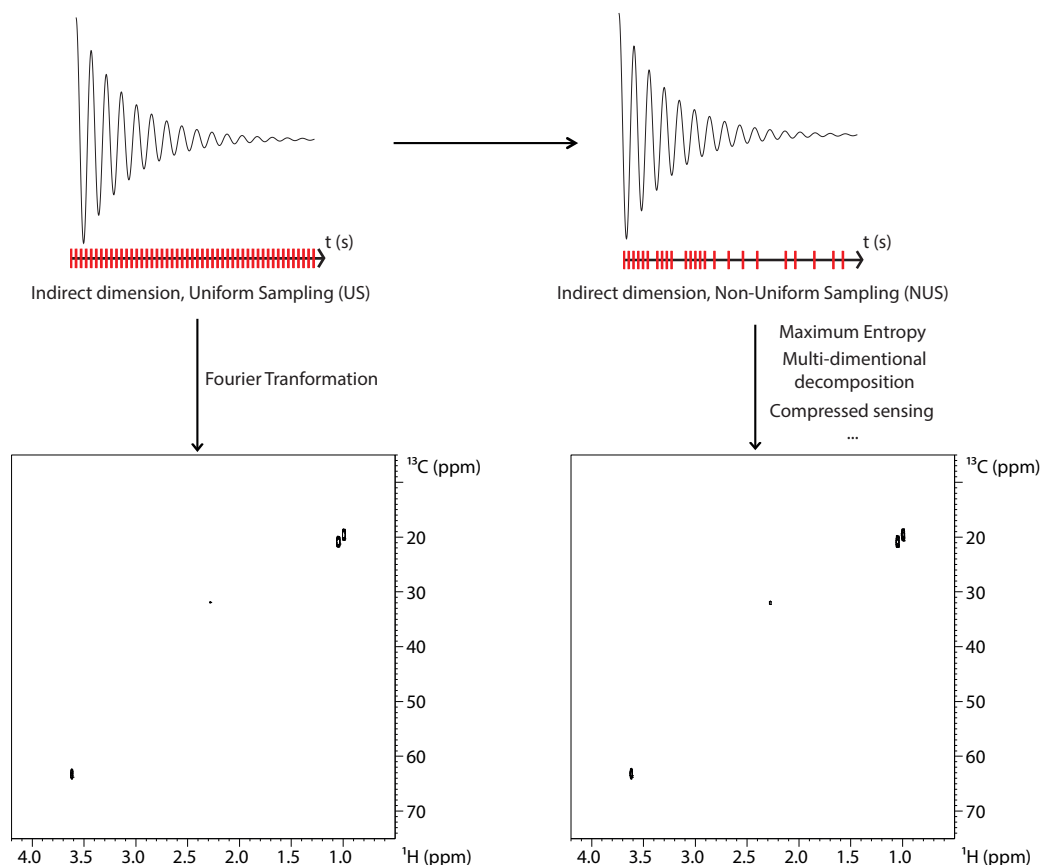 t (s)
t (s)
Indirect dimension, Uniform Sampling (US)
Indirect dimension, Non-Uniform Sampling (NUS)
Fourier Tranformation
Maximum Entropy
Multi-dimentional
decomposition
Compressed sensing
...
¹³C (ppm)
20
30
40
50
60
70
4.0 3.5 3.0 2.5 2.0 1.5 1.0 ¹H (ppm)
¹³C (ppm)
20
30
40
50
60
70
4.0 3.5 3.0 2.5 2.0 1.5 1.0 ¹H (ppm)